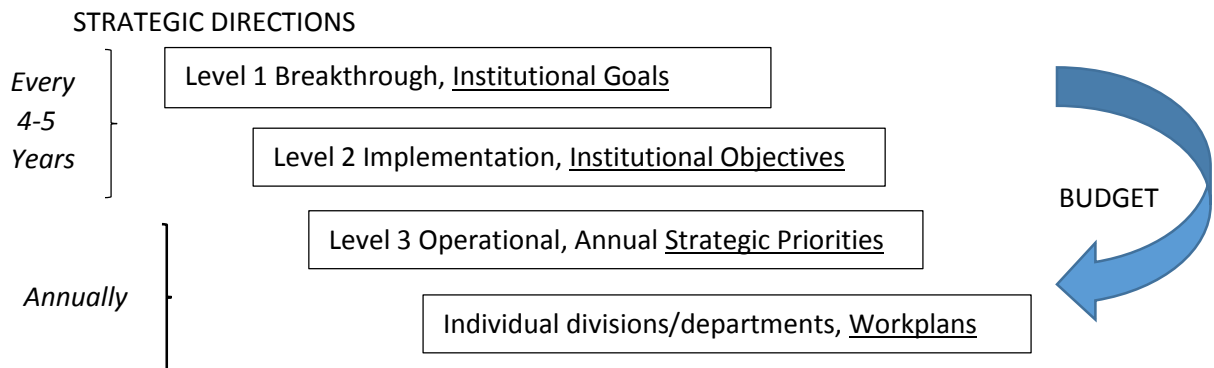 STRATEGIC DIRECTIONS
Every
4-5
Years
Level 1 Breakthrough, Institutional Goals
Level 2 Implementation, Institutional Objectives
BUDGET
Level 3 Operational, Annual Strategic Priorities
Annually
Individual divisions/departments, Workplans